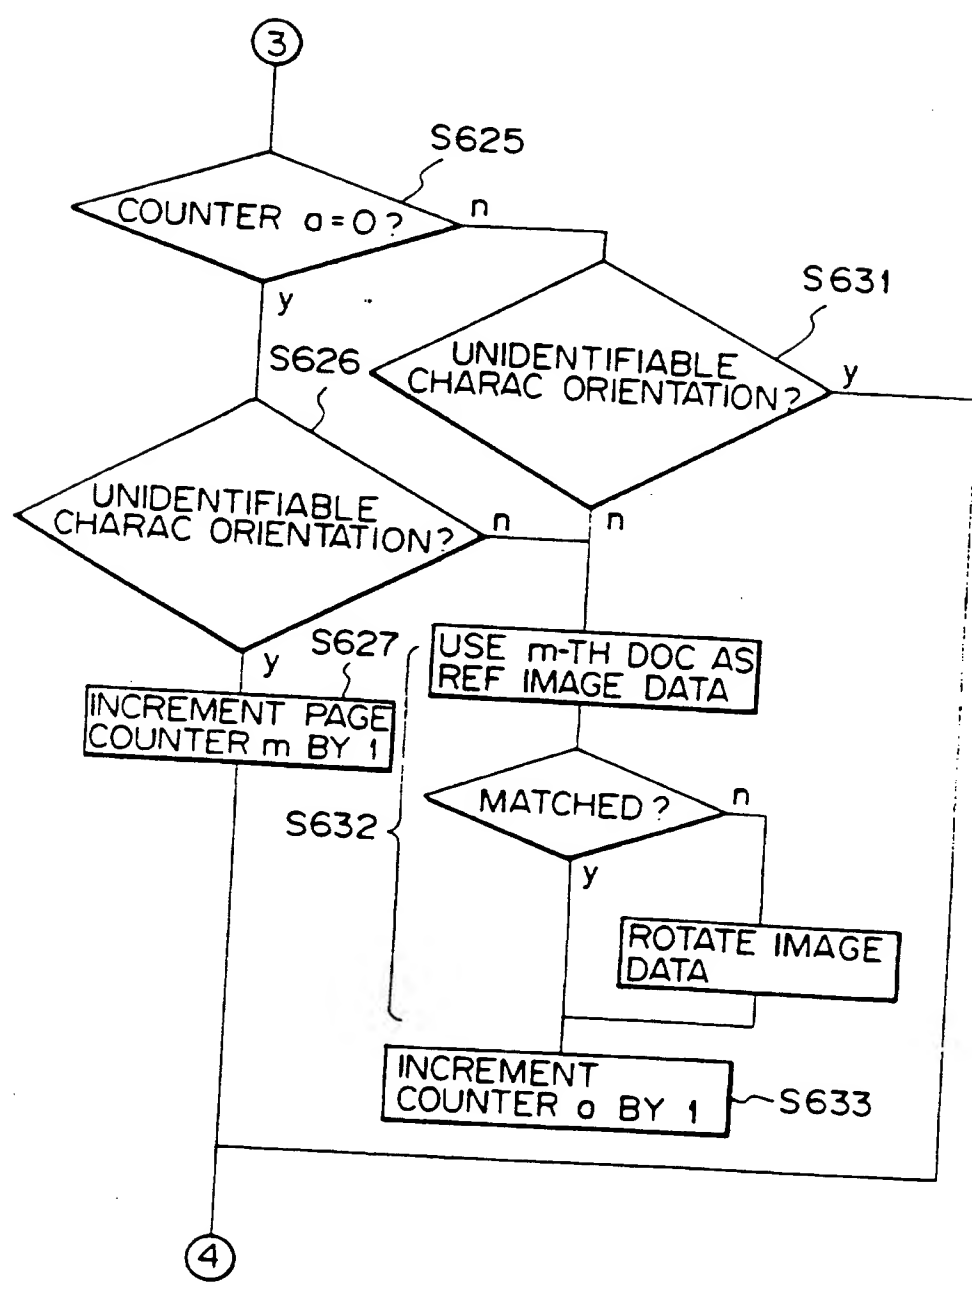 3
S625
COUNTER a=0?
n
y
S631
UNIDENTIFIABLE
CHARAC ORIENTATION?
y
n
S626
UNIDENTIFIABLE
CHARAC ORIENTATION?
n
y
S627
INCREMENT PAGE
COUNTER m BY 1
USE m-TH DOC AS
REF IMAGE DATA
MATCHED?
n
y
S632
ROTATE IMAGE
DATA
INCREMENT
COUNTER a BY 1
S633
4